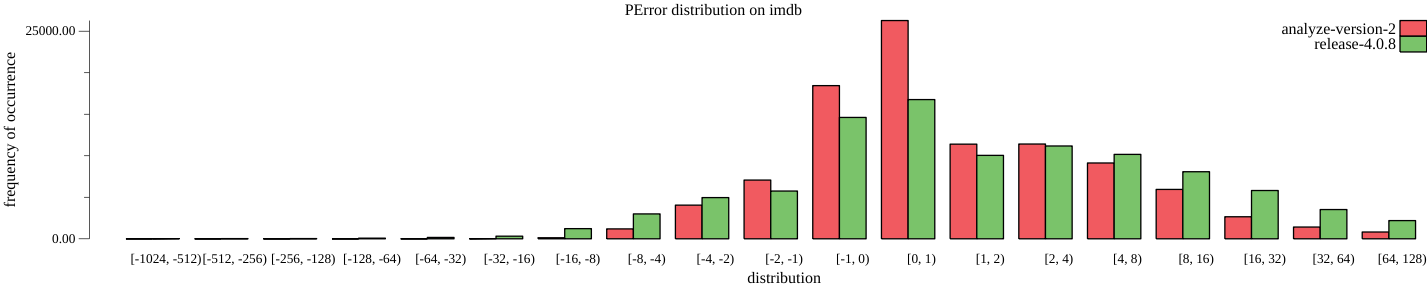 PError distribution on imdb
25000.00
0.00
frequency of occurrence
analyze-version-2
release-4.0.8
[-1024, -512) [-512, -256) [-256, -128) [-128, -64) [-64, -32) [-32, -16) [-16, -8) [-8, -4) [-4, -2) [-2, -1) [-1, 0) [0, 1) [1, 2) [2, 4) [4, 8) [8, 16) [16, 32) [32, 64) [64, 128)
distribution